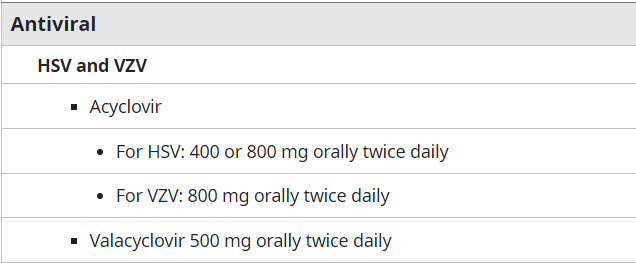 Antiviral
HSV and VZV
▪ Acyclovir
• For HSV: 400 or 800 mg orally twice daily
• For VZV: 800 mg orally twice daily
▪ Valacyclovir 500 mg orally twice daily